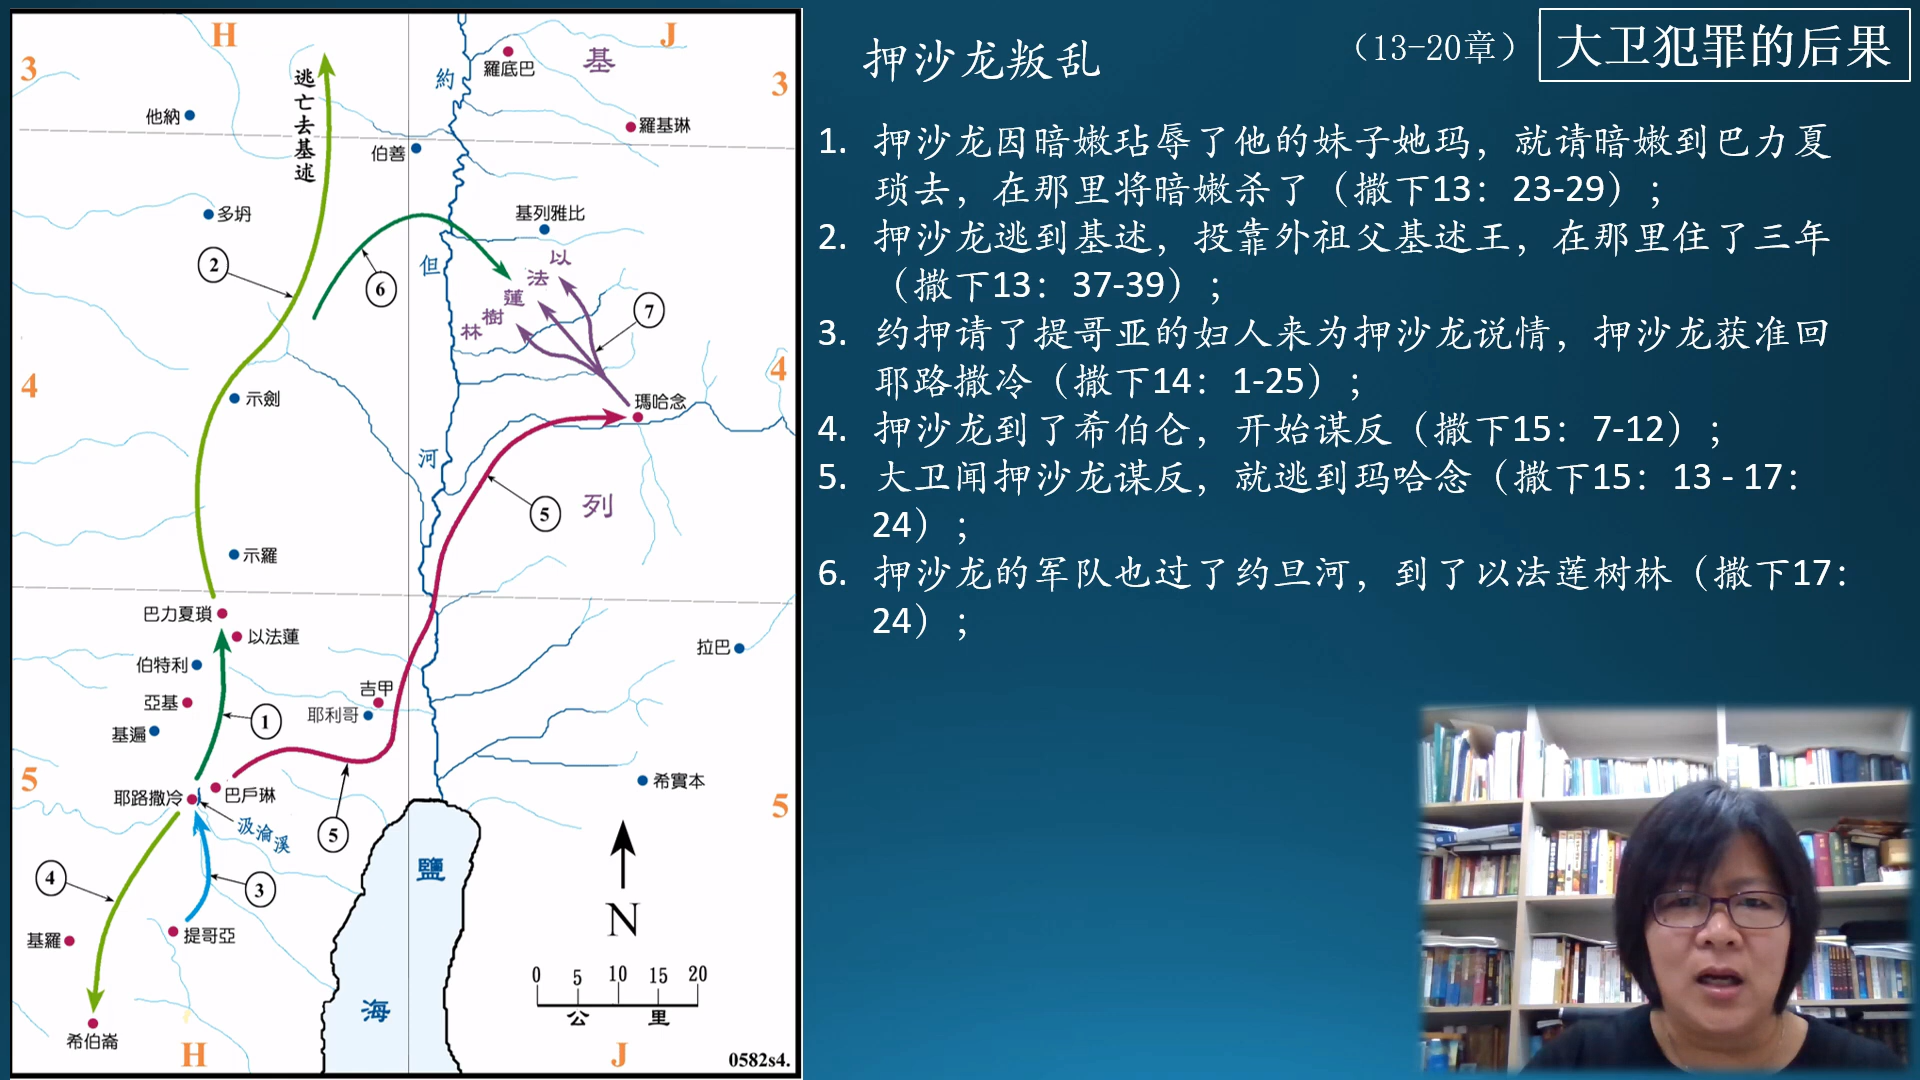 H
J
3
3
逃亡去基述
約
羅底巴
基
他納
羅基琳
伯善
多坍
基列雅比
2
6
但
以法蓮樹林
7
4
4
示劍
瑪哈念
河
5
列
示羅
巴力夏瑣
以法蓮
伯特利
拉巴
亞基
吉甲
耶利哥
基遍
1
5
5
希實本
耶路撒冷
巴戶琳
汲淪溪
5
4
3
鹽
海
N
基羅
提哥亞
0 5 10 15 20
公 里
希伯崙
H
J
0582s4.
押沙龙叛乱
（13-20章）
大卫犯罪的后果
1. 押沙龙因暗嫩玷辱了他的妹子她玛，就请暗嫩到巴力夏
琐去，在那里将暗嫩杀了（撒下13：23-29）；
2. 押沙龙逃到基述，投靠外祖父基述王，在那里住了三年
（撒下13：37-39）；
3. 约押请了提哥亚的妇人来为押沙龙说情，押沙龙获准回
耶路撒冷（撒下14：1-25）；
4. 押沙龙到了希伯仑，开始谋反（撒下15：7-12）；
5. 大卫闻押沙龙谋反，就逃到玛哈念（撒下15：13 - 17：
24）；
6. 押沙龙的军队也过了约旦河，到了以法莲树林（撒下17：
24）；